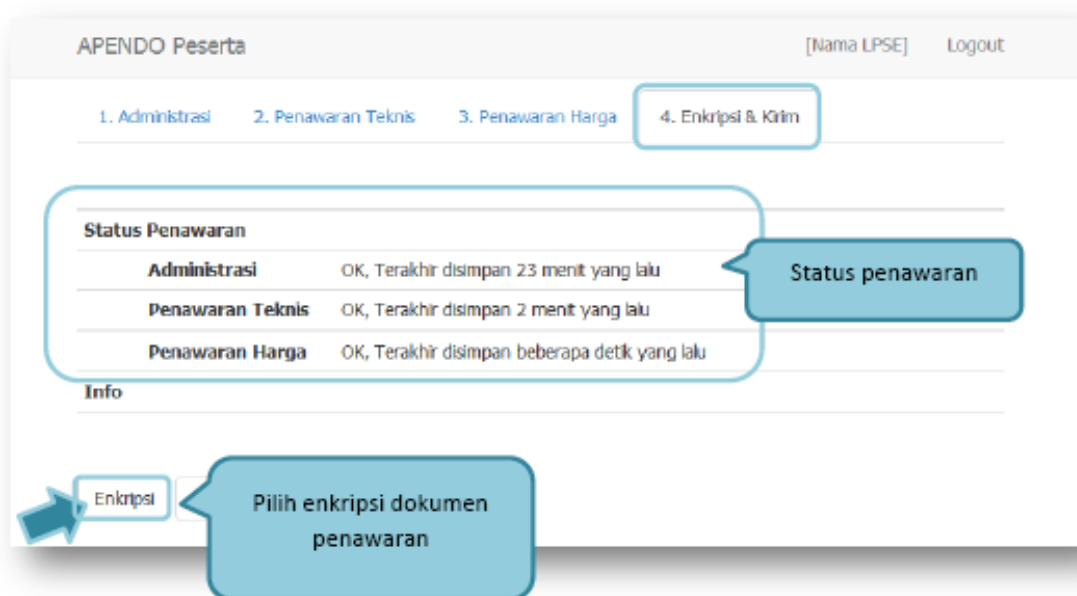 APENDO Peserta [Nama LPSE] Logout
1. Administrasi 2. Penawaran Teknis 3. Penawaran Harga 4. Enkripsi & Kirim
Status Penawaran
Administrasi OK, Terakhir disimpan 23 menit yang lalu
Status penawaran
Penawaran Teknis OK, Terakhir disimpan 2 menit yang lalu
Penawaran Harga OK, Terakhir disimpan beberapa detik yang lalu
Info
Enkripsi
Pilih enkripsi dokumen
penawaran